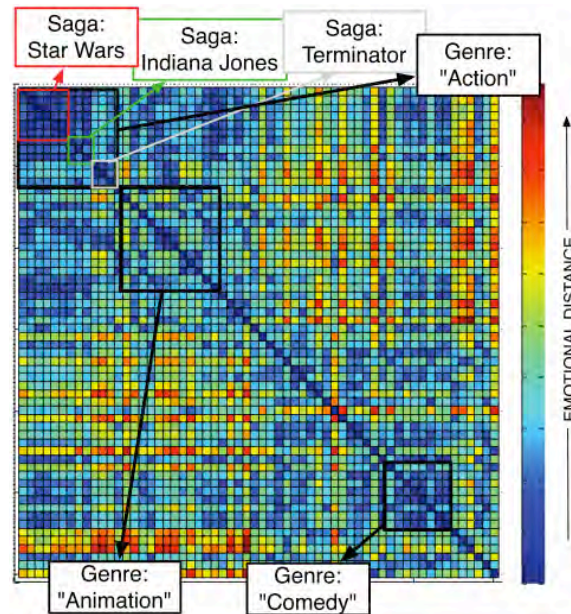 Saga:
Star Wars
Saga:
Indiana Jones
Saga:
Terminator
Genre:
"Action"
EMOTIONAL DISTANCE
Genre:
"Animation"
Genre:
"Comedy"